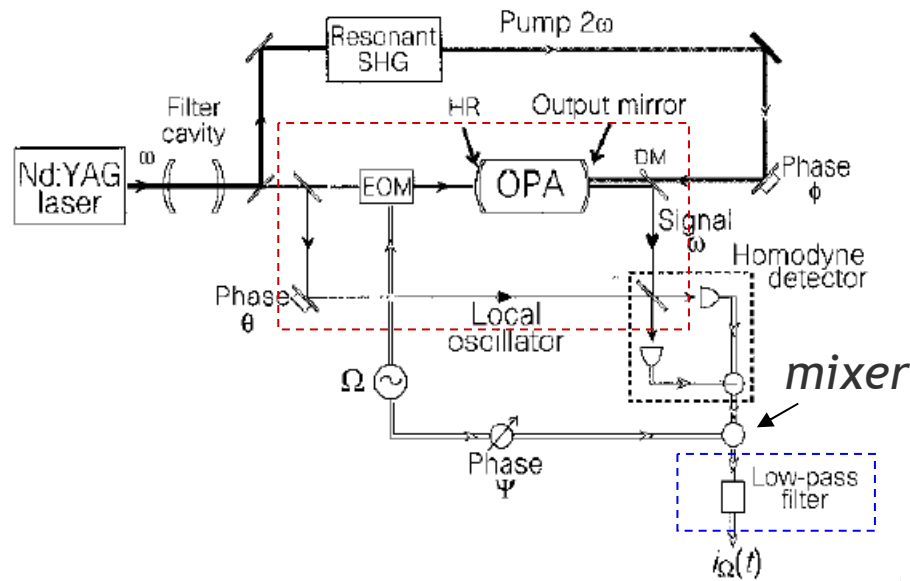 Pump 2ω
Resonant
SHG
Filter
cavity
HR
Output mirror
ω
Nd:YAG
laser
EOM
OPA
DM
Phase
ϕ
Signal
ω
Homodyne
detector
Phase
θ
Local
oscillator
Ω
mixer
Phase
Ψ
Low-pass
filter
iΩ(t)